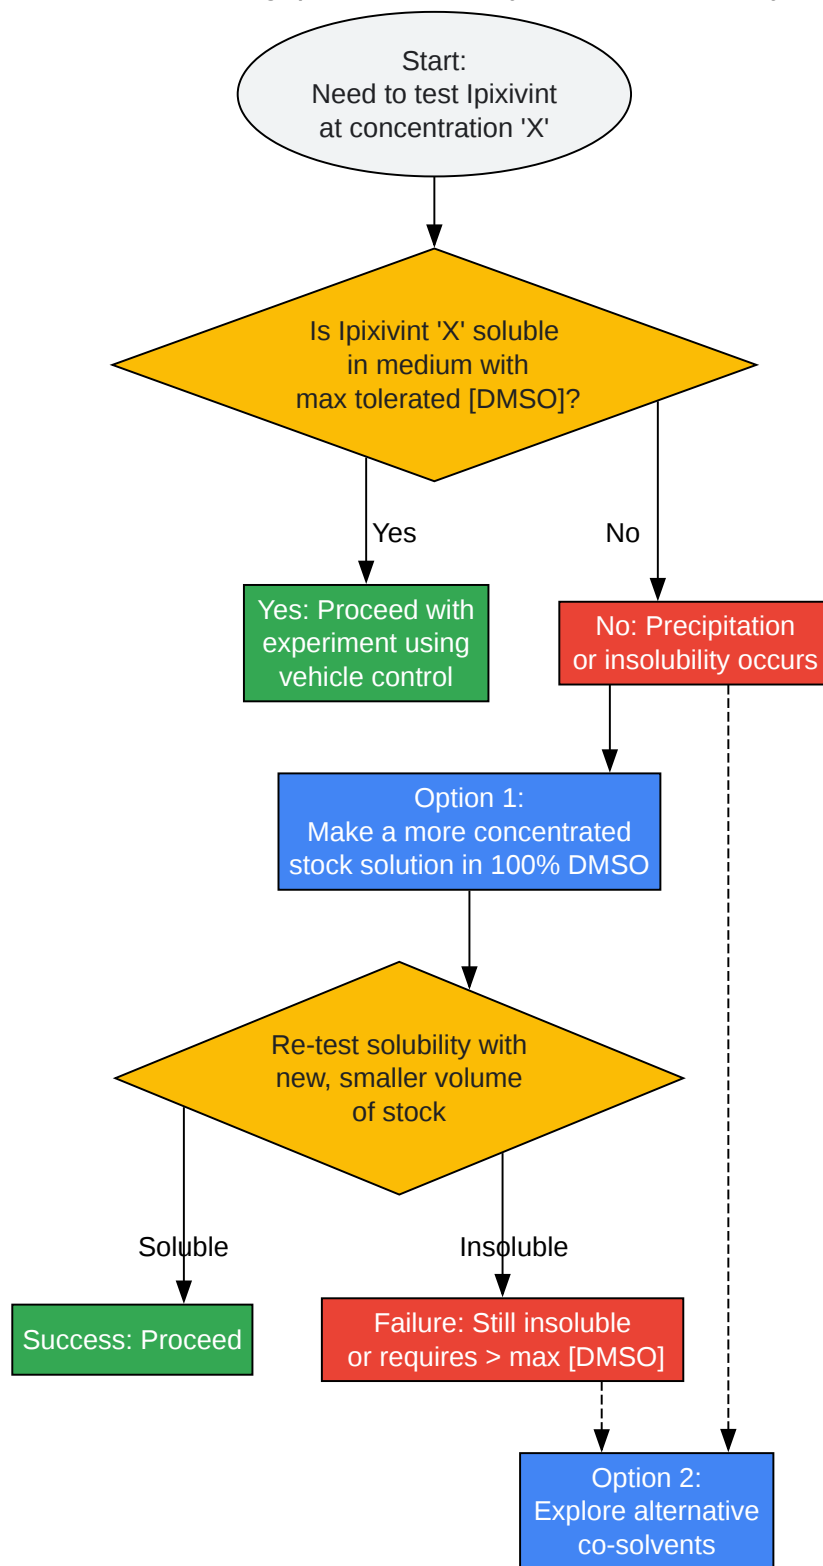 Start:
Need to test Ipixivint
at concentration 'X'
Is Ipixivint 'X' soluble
in medium with
max tolerated [DMSO]?
Yes
No
Yes: Proceed with
experiment using
vehicle control
No: Precipitation
or insolubility occurs
Option 1:
Make a more concentrated
stock solution in 100% DMSO
Re-test solubility with
new, smaller volume
of stock
Soluble
Insoluble
Success: Proceed
Failure: Still insoluble
or requires > max [DMSO]
Option 2:
Explore alternative
co-solvents